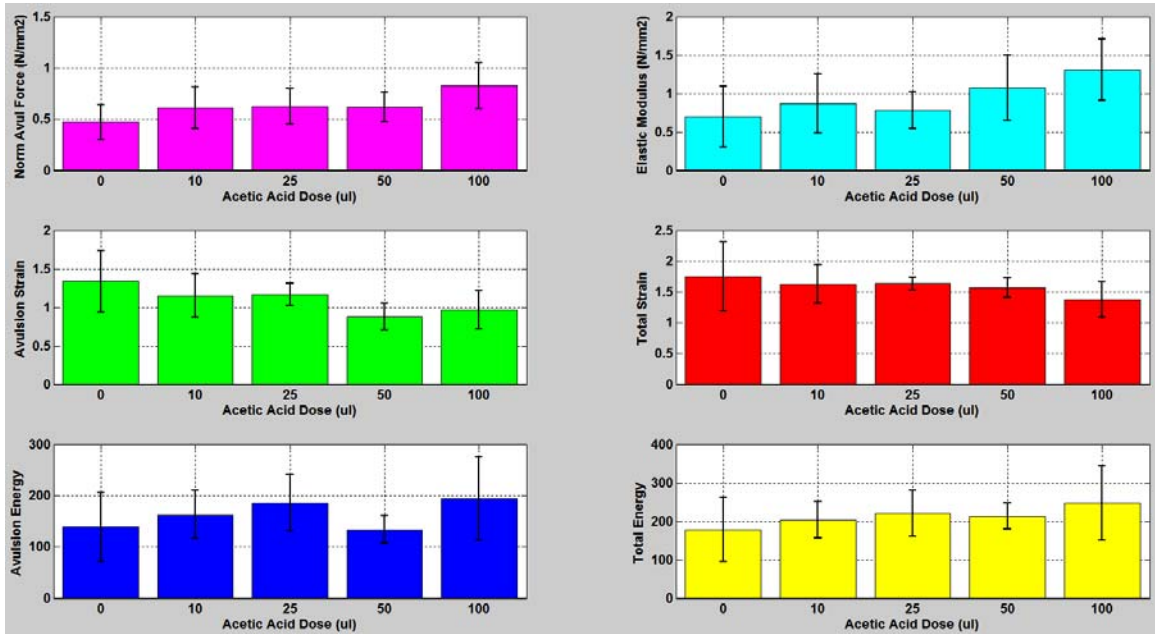 Norm Avul Force (N/mm2)
1.5
1
0.5
0
0 10 25 50 100
Acetic Acid Dose (ul)
Elastic Modulus (N/mm2)
2
1.5
1
0.5
0
0 10 25 50 100
Acetic Acid Dose (ul)
Avulsion Strain
2
1.5
1
0.5
0
0 10 25 50 100
Acetic Acid Dose (ul)
Total Strain
2.5
2
1.5
1
0.5
0
0 10 25 50 100
Acetic Acid Dose (ul)
Avulsion Energy
300
200
100
0
0 10 25 50 100
Acetic Acid Dose (ul)
Total Energy
400
300
200
100
0
0 10 25 50 100
Acetic Acid Dose (ul)